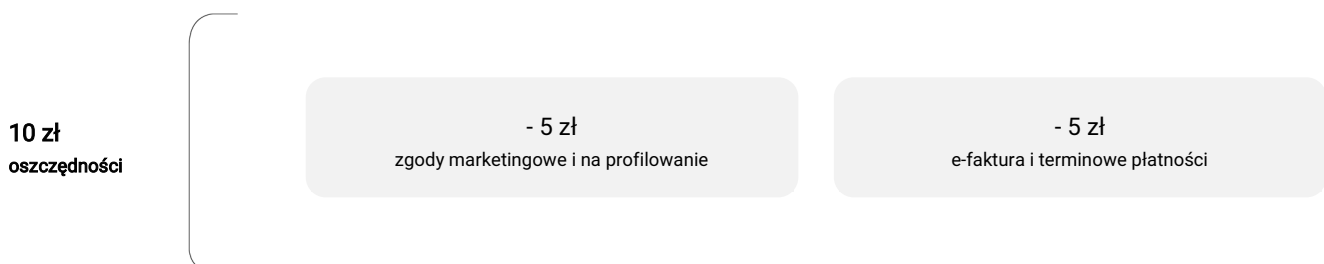 10 zł
oszczędności
- 5 zł
zgody marketingowe i na profilowanie
- 5 zł
e-faktura i terminowe płatności